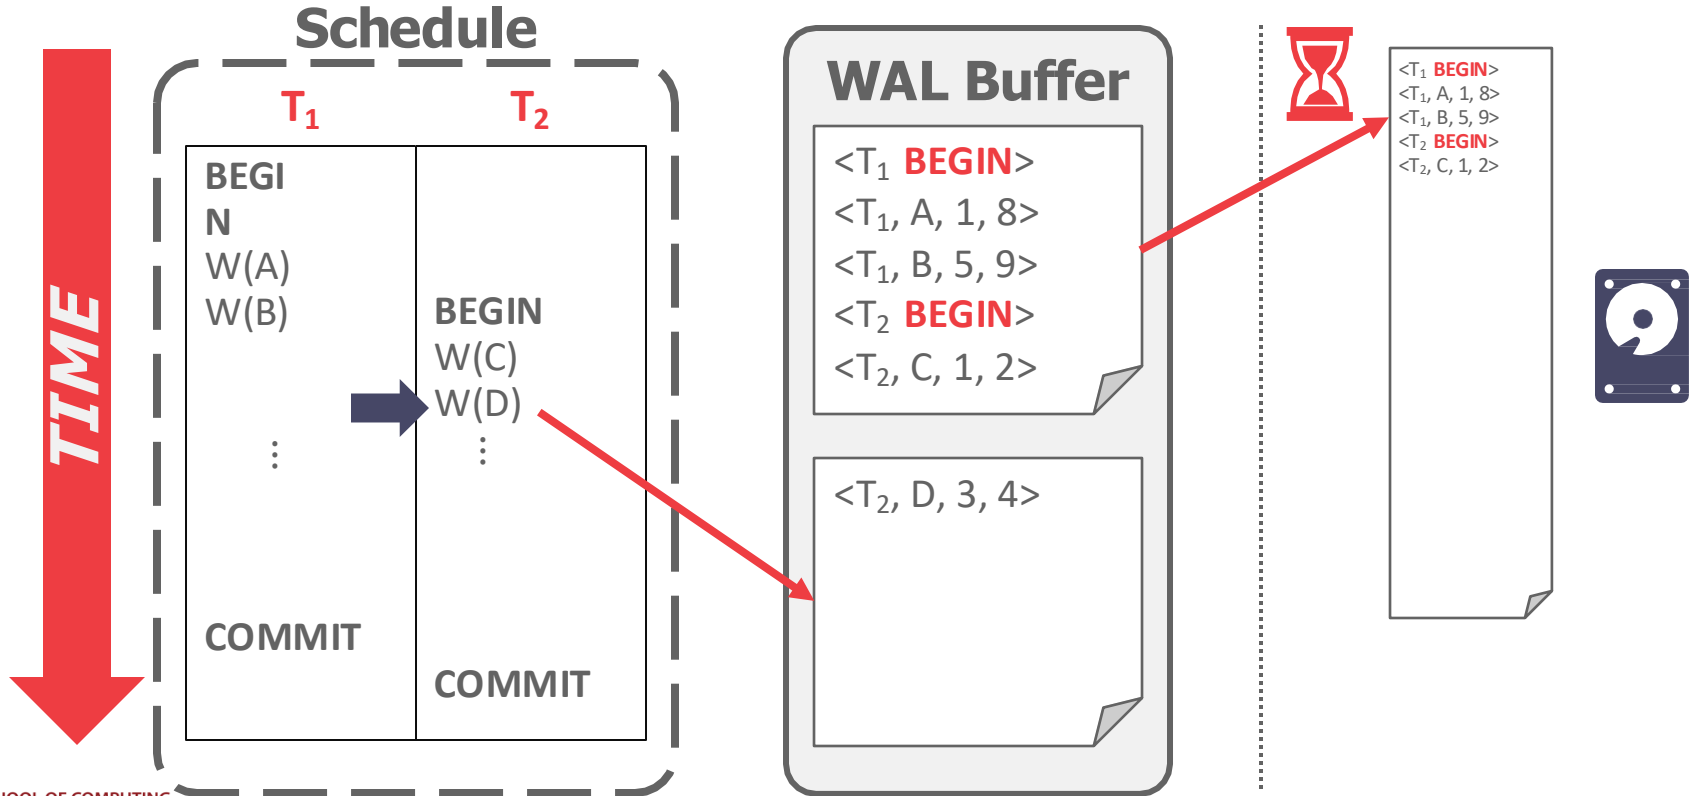 Schedule
TIME
T₁ T₂
BEGI
N
W(A)
W(B)
⋮
COMMIT
BEGIN
W(C)
W(D)
⋮
COMMIT
WAL Buffer
<T₁ BEGIN>
<T₁, A, 1, 8>
<T₁, B, 5, 9>
<T₂ BEGIN>
<T₂, C, 1, 2>
<T₂, D, 3, 4>
<T₁ BEGIN>
<T₁, A, 1, 8>
<T₁, B, 5, 9>
<T₂ BEGIN>
<T₂, C, 1, 2>
OF COMPUTING